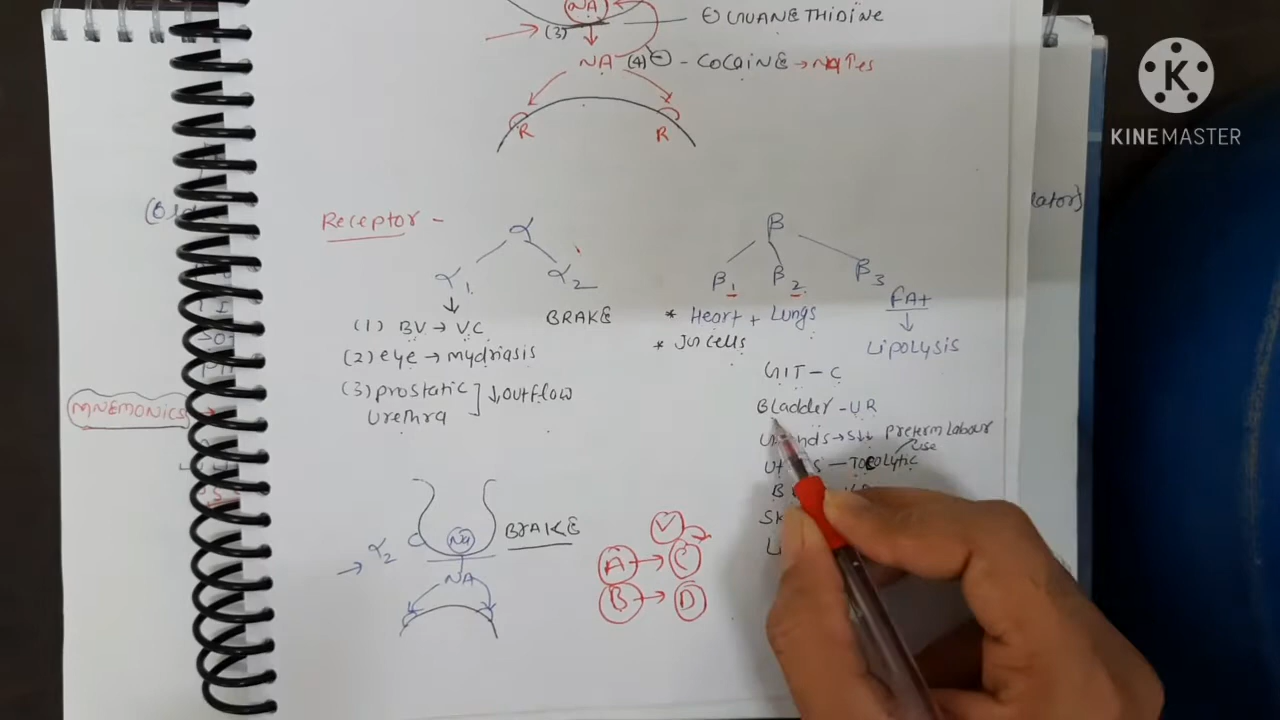 NA
(3)
⊖ GUANETHIDINE
NA (4) ⊖ - COCAINE →
R R
KINEMASTER
Receptor -
α
α1 α2
β
β1 β2 β3
(1) BV → VC
BRAKE
* Heart + Lungs
FAT
(2) eye → mydriasis
* JG cells
Lipolysis
(3) prostatic
urethra
↓outflow
GIT - C
MNEMONICS
Bladder - UR
Preterm Labour
use
Tocolytic
→ α2
NA
BRAKE
NA
V
A → C
B → D